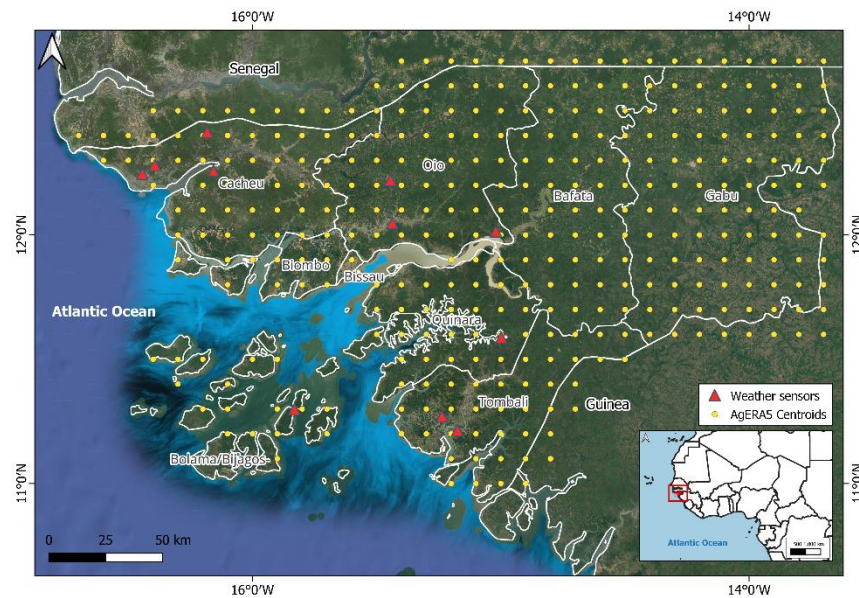 16°0'W 14°0'W
Senegal
Oio
Cacheu
Bafata
Gabu
12°0'N 12°0'N
Biombo
Bissau
Atlantic Ocean
Quinara
Weather sensors
AgERA5 Centroids
Tombali
Guinea
Bolama/Bijagos
11°0'N 11°0'N
Atlantic Ocean
0 25 50 km
16°0'W 14°0'W